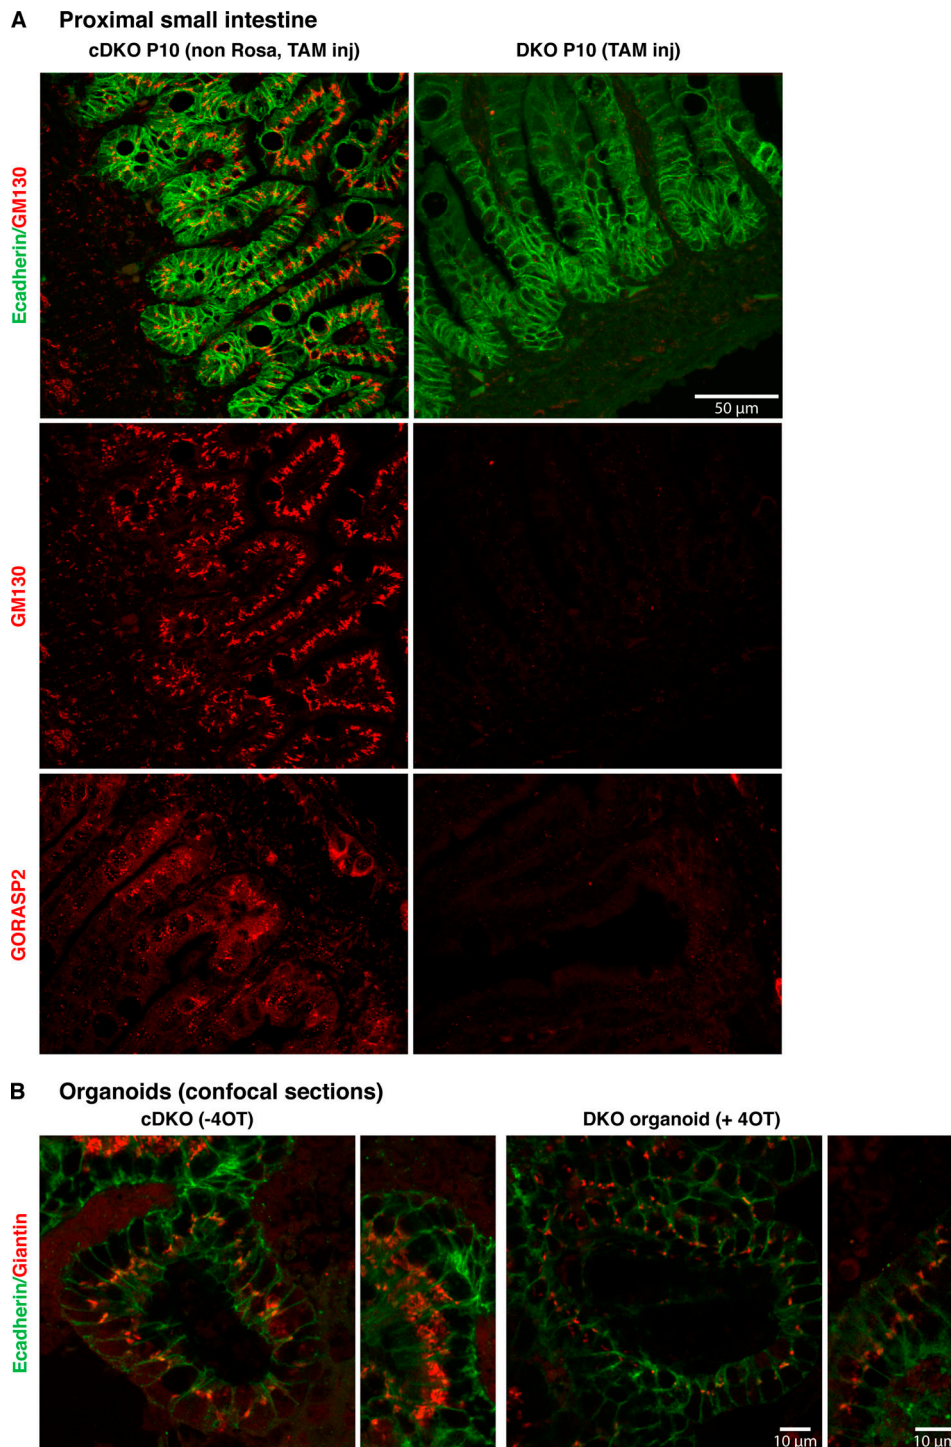 A Proximal small intestine
cDKO P10 (non Rosa, TAM inj)
DKO P10 (TAM inj)
Ecadherin/GM130
50 µm
GM130
GORASP2
B Organoids (confocal sections)
cDKO (-4OT)
DKO organoid (+ 4OT)
Ecadherin/Giantin
10 µm
10 µm